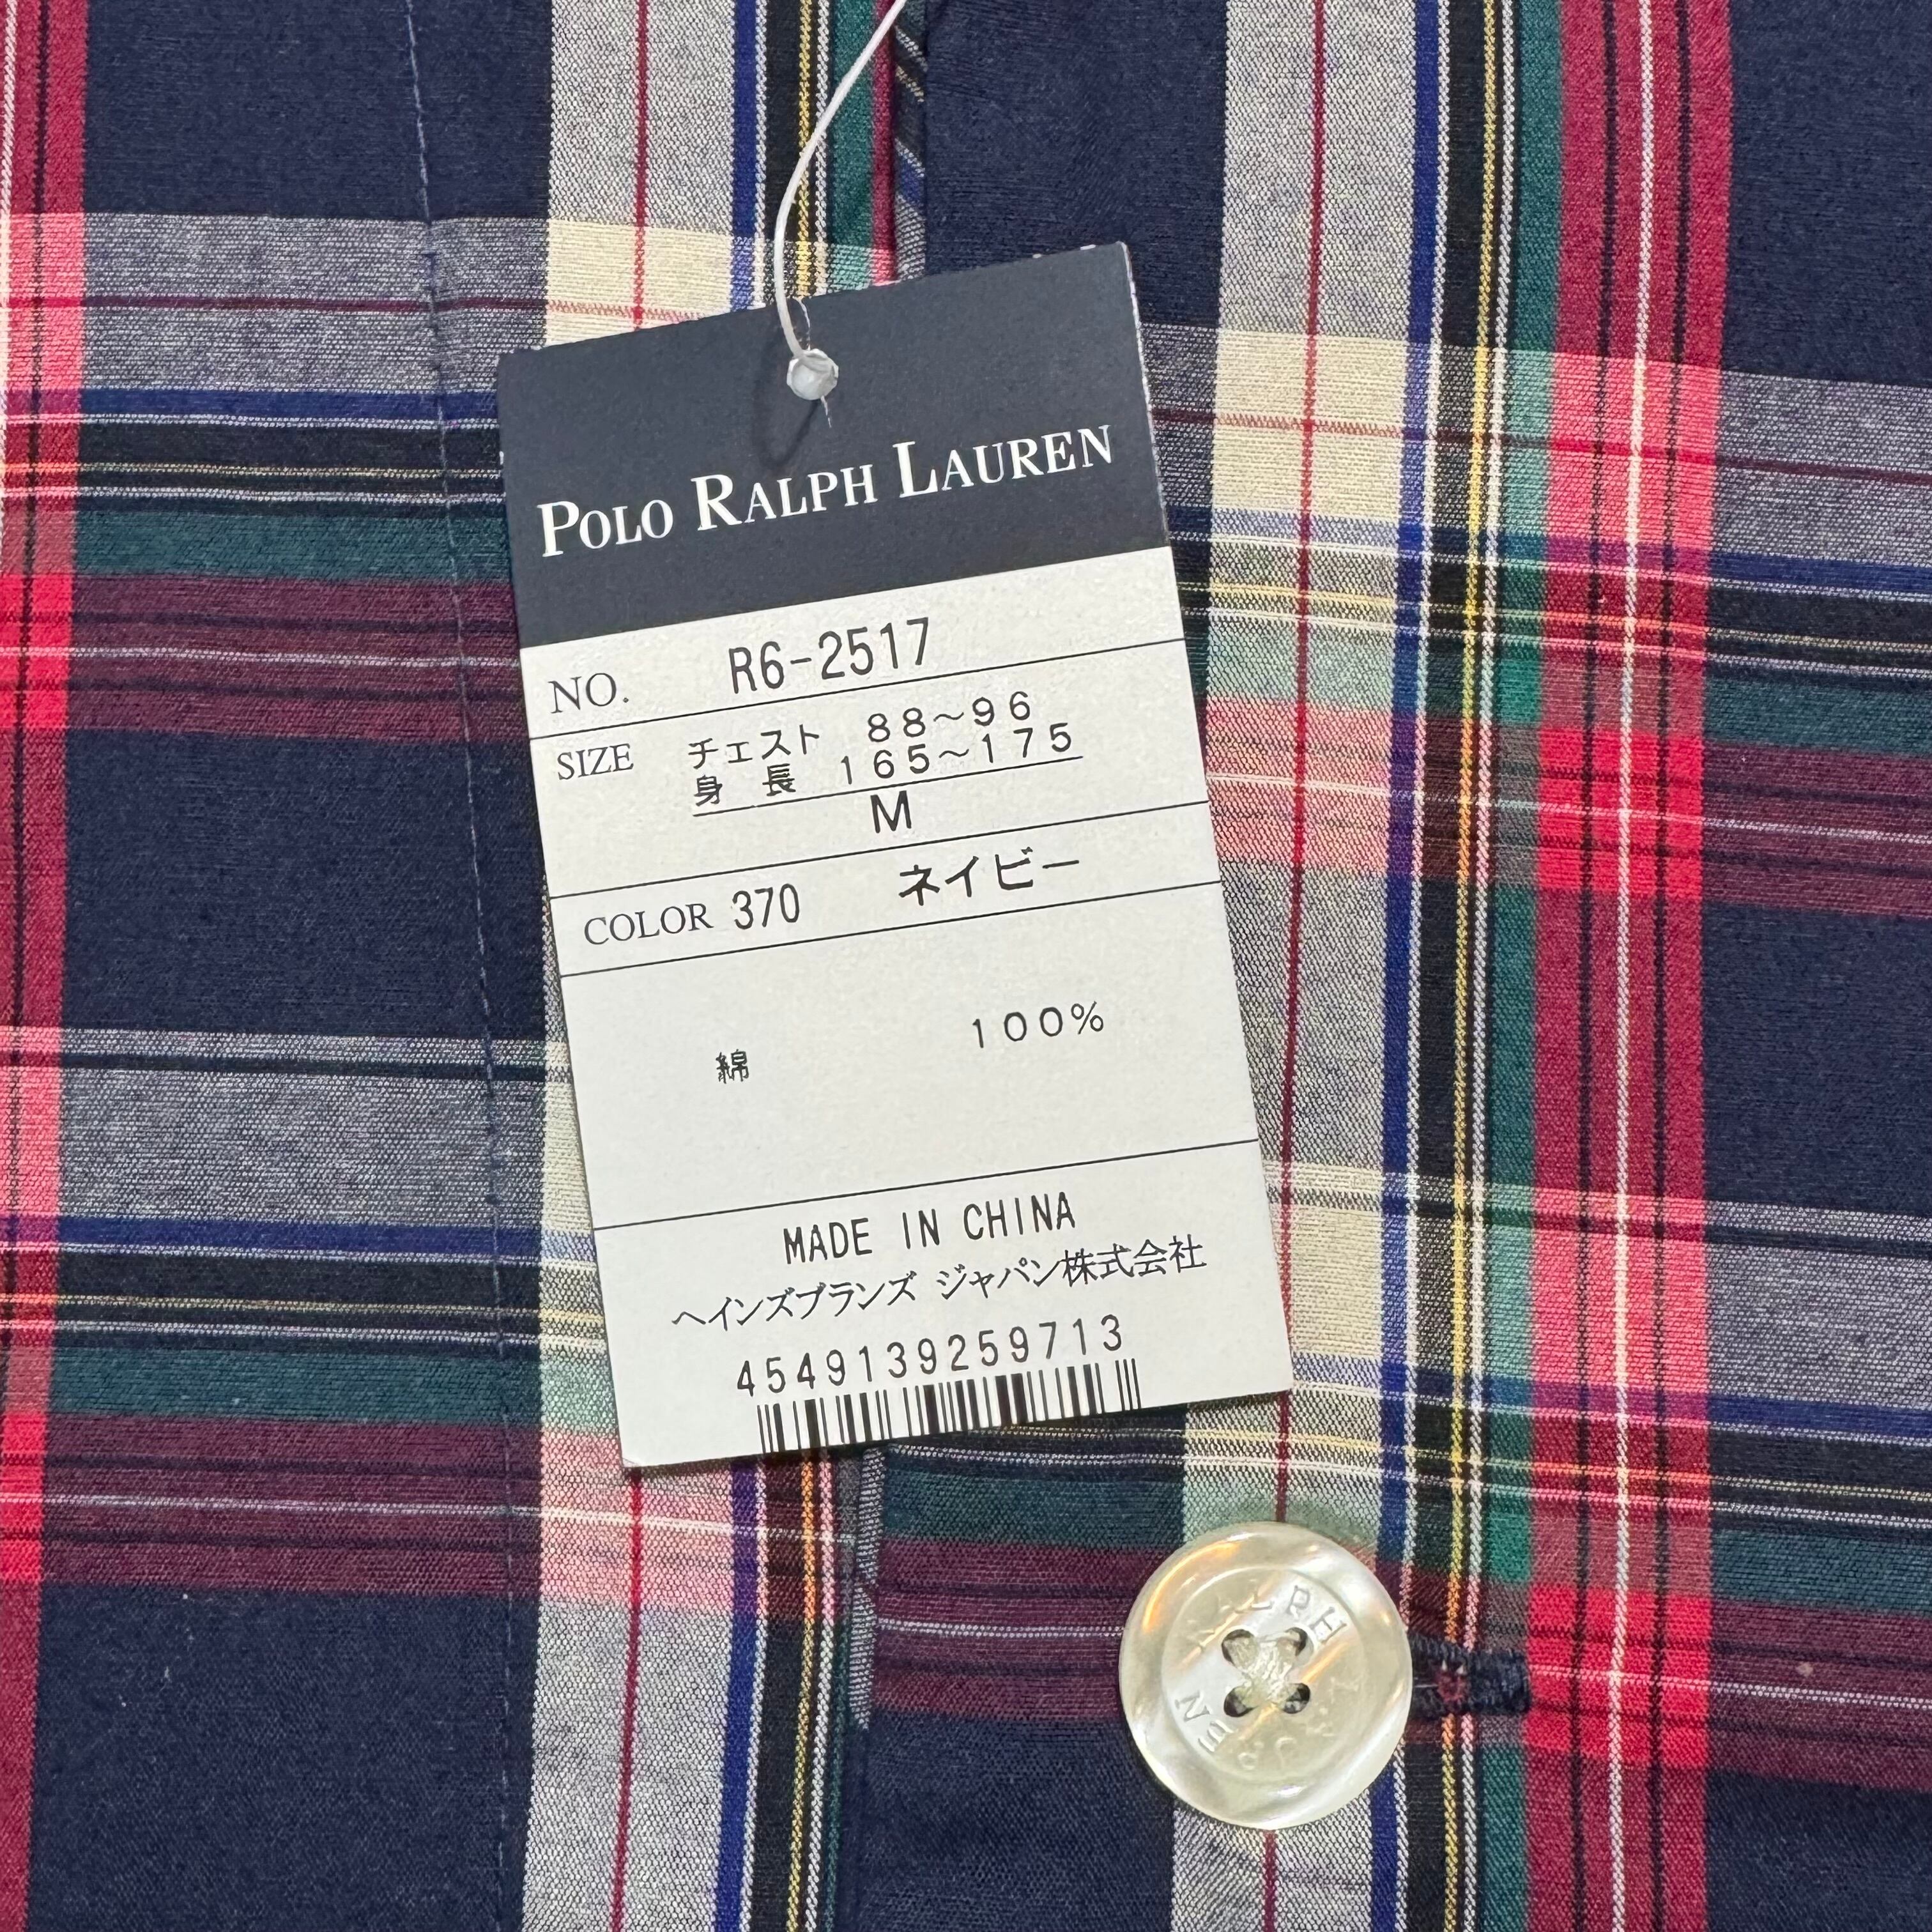 POLO RALPH LAUREN
NO. R6-2517
SIZE チェスト 88～96
身 長 165～175
M
COLOR 370 ネイビー
綿 100%
MADE IN CHINA
ヘインズブランズ ジャパン株式会社
4549139259713
RALPH LAUREN